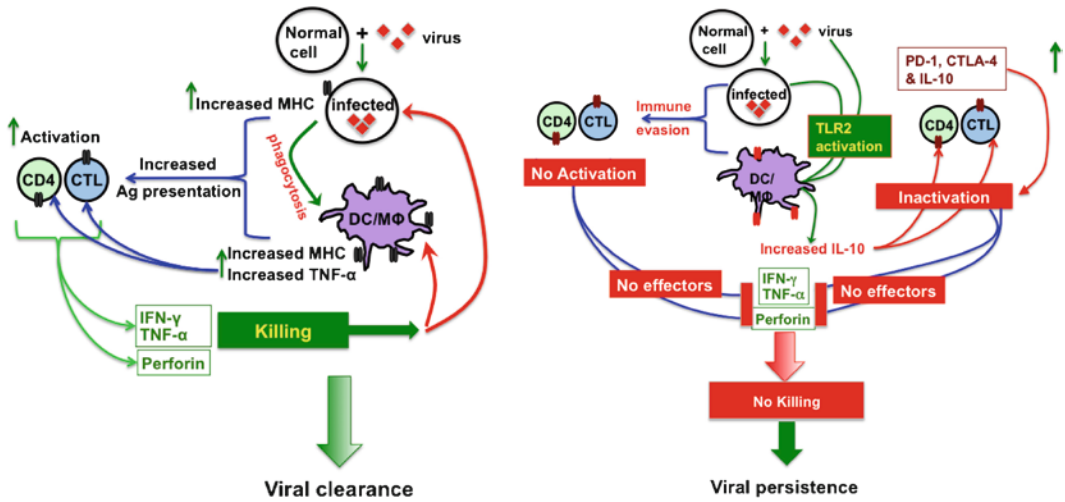 Normal
cell
+
virus
Increased MHC
infected
Activation
phagocytosis
CD4
CTL
Increased
Ag presentation
DC/MΦ
Increased MHC
Increased TNF-α
IFN-γ
TNF-α
Killing
Perforin
Viral clearance
Normal
cell
+
virus
PD-1, CTLA-4
& IL-10
infected
Immune
evasion
CD4
CTL
TLR2
activation
CD4
CTL
No Activation
DC/
MΦ
Inactivation
Increased IL-10
No effectors
IFN-γ
TNF-α
No effectors
Perforin
No Killing
Viral persistence